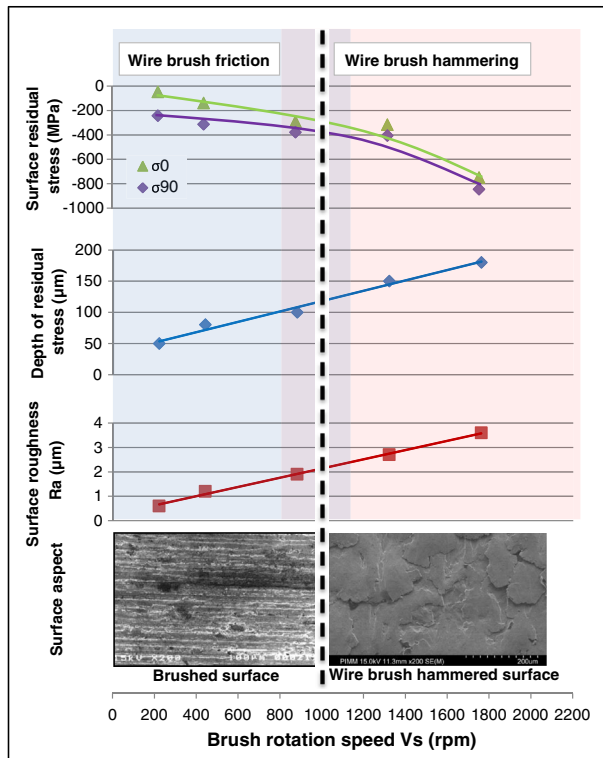 Wire brush friction
Wire brush hammering
Surface residual
stress (MPa)
0
-200
-400
-600
-800
-1000
σ0
σ90
Depth of residual
stress (μm)
200
150
100
50
0
Surface roughness
Ra (μm)
4
3
2
1
0
Surface aspect
X200
PIMM 15.0kV 11.3mm x200 SE(M)
200um
Brushed surface
Wire brush hammered surface
0 200 400 600 800 1000 1200 1400 1600 1800 2000 2200
Brush rotation speed Vs (rpm)